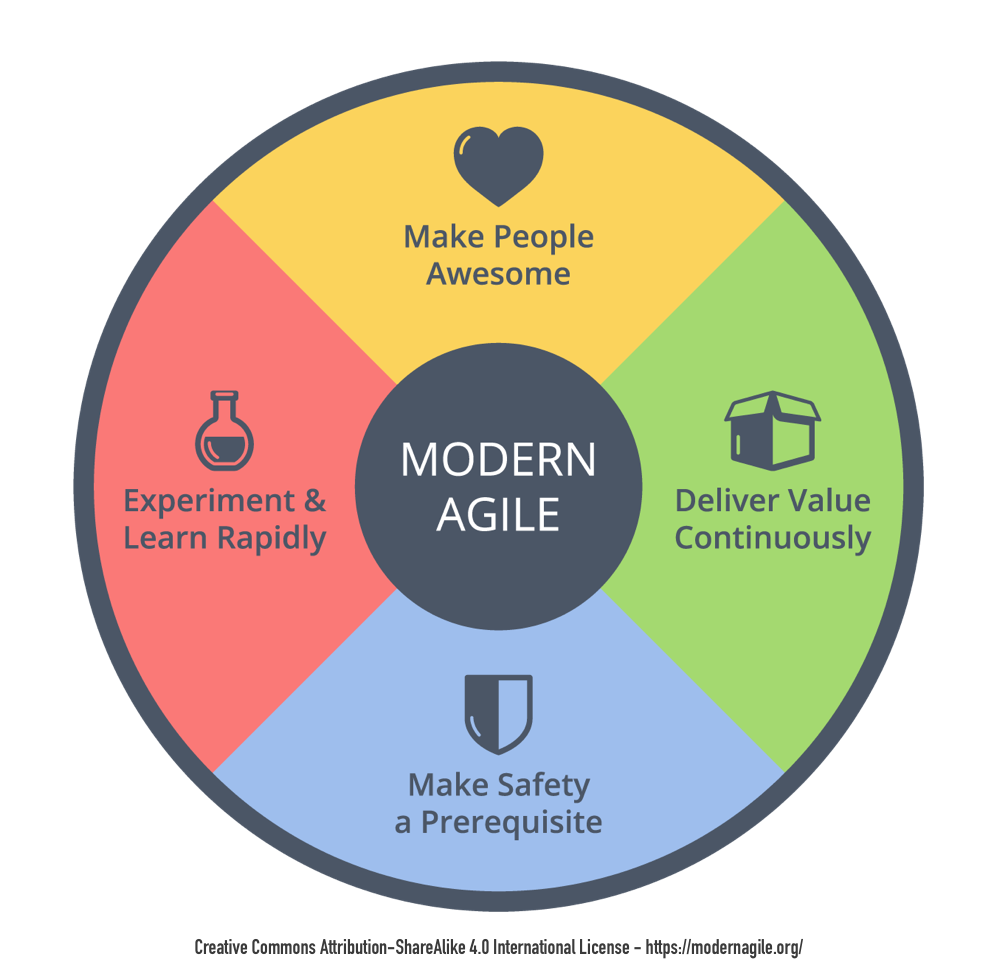 Make People
Awesome
Experiment &
Learn Rapidly
MODERN
AGILE
Deliver Value
Continuously
Make Safety
a Prerequisite
Creative Commons Attribution-ShareAlike 4.0 International License - https://modernagile.org/